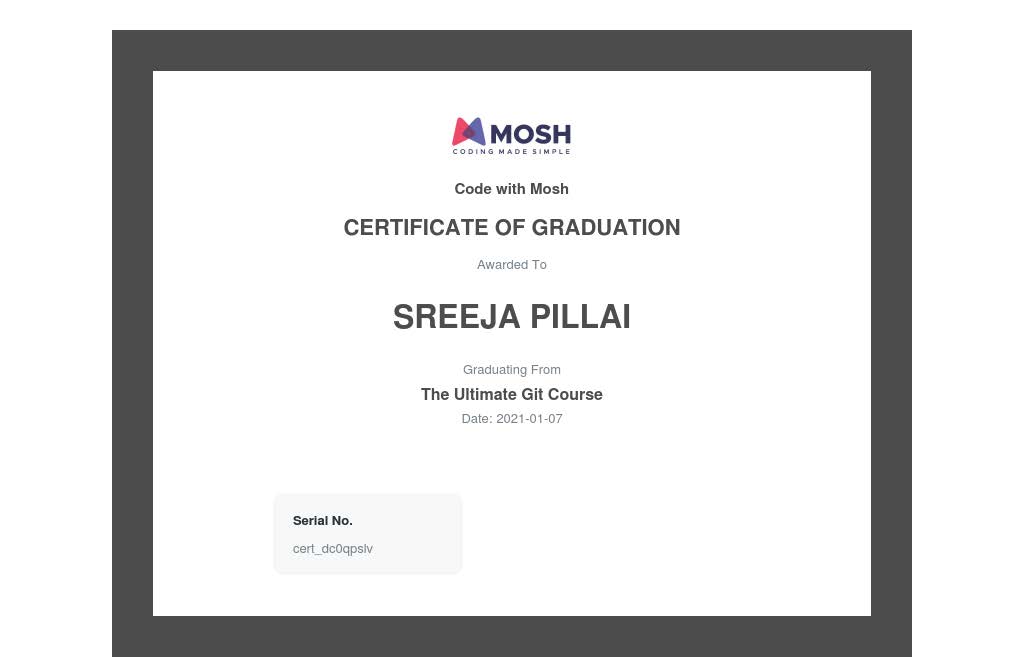 MOSH
CODING MADE SIMPLE
Code with Mosh
CERTIFICATE OF GRADUATION
Awarded To
SREEJA PILLAI
Graduating From
The Ultimate Git Course
Date: 2021-01-07
Serial No.
cert_dc0qpslv